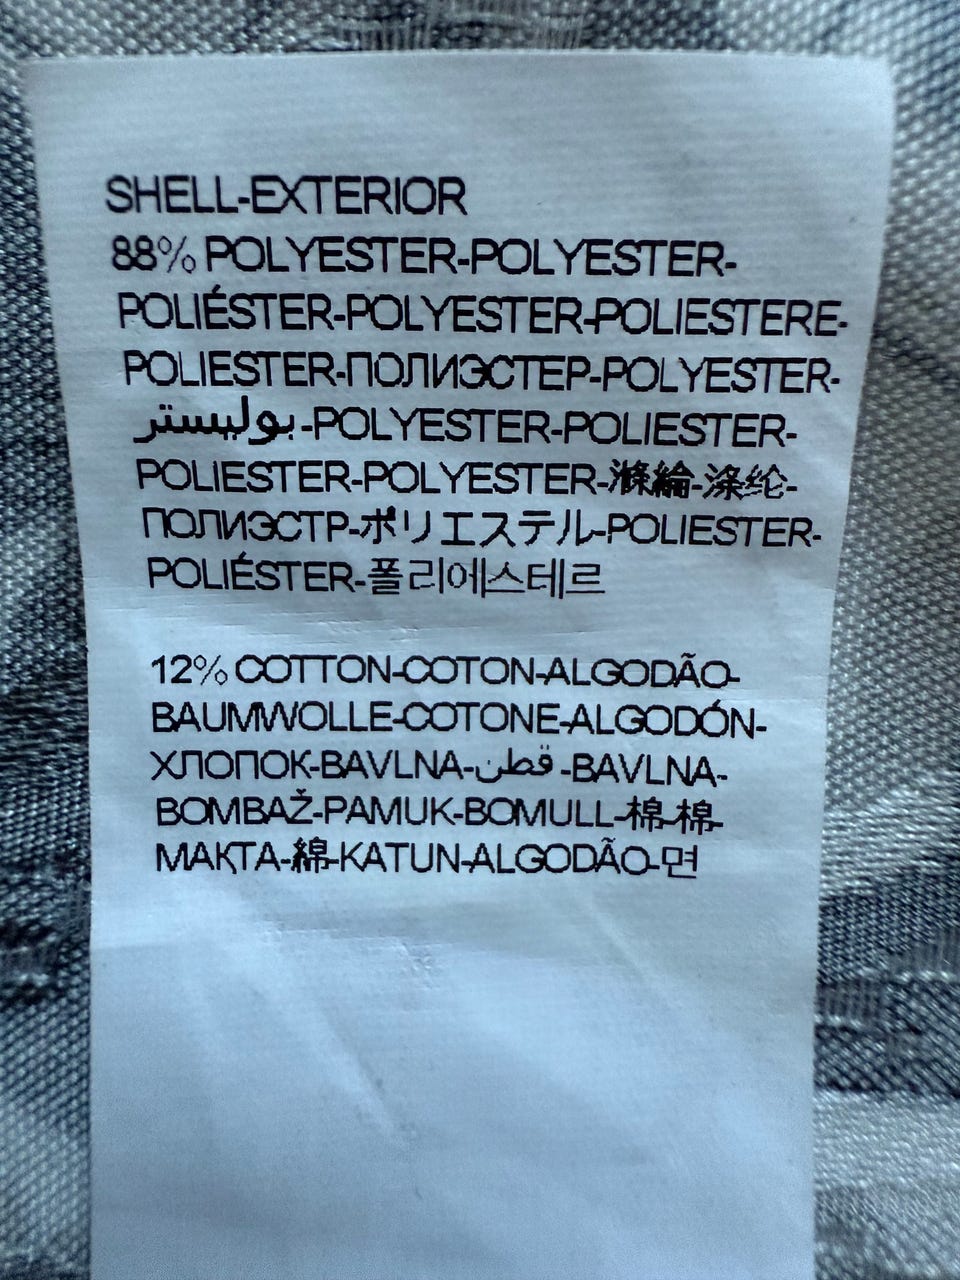 SHELL-EXTERIOR
88% POLYESTER-POLYESTER-
POLIÉSTER-POLYESTER-POLIESTERE-
POLIESTER-ПОЛИЭСТЕР-POLYESTER-
بوليستر-POLYESTER-POLIESTER-
POLIESTER-POLYESTER-滌綸-涤纶-
ПОЛИЭСТР-ポリエステル-POLIESTER-
POLIÉSTER-폴리에스테르
12% COTTON-COTON-ALGODÃO-
BAUMWOLLE-COTONE-ALGODÓN-
ХЛОПОК-BAVLNA-قطن-BAVLNA-
BOMBAŽ-PAMUK-BOMULL-棉-棉-
МАҚТА-綿-KATUN-ALGODÃO-면